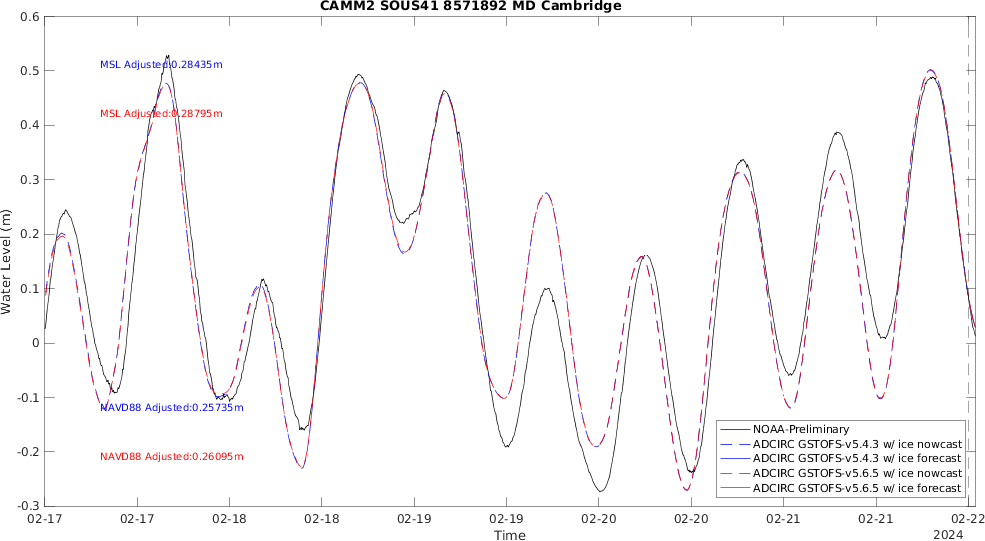 CAMM2 SOUS41 8571892 MD Cambridge
0.6
0.5
0.4
0.3
0.2
0.1
0
-0.1
-0.2
-0.3
Water Level (m)
MSL Adjusted:0.28435m
MSL Adjusted:0.28795m
NAVD88 Adjusted:0.25735m
NAVD88 Adjusted:0.26095m
NOAA-Preliminary
ADCIRC GSTOFS-v5.4.3 w/ ice nowcast
ADCIRC GSTOFS-v5.4.3 w/ ice forecast
ADCIRC GSTOFS-v5.6.5 w/ ice nowcast
ADCIRC GSTOFS-v5.6.5 w/ ice forecast
02-17 02-17 02-18 02-18 02-19 02-19 02-20 02-20 02-21 02-21 02-22
Time
2024